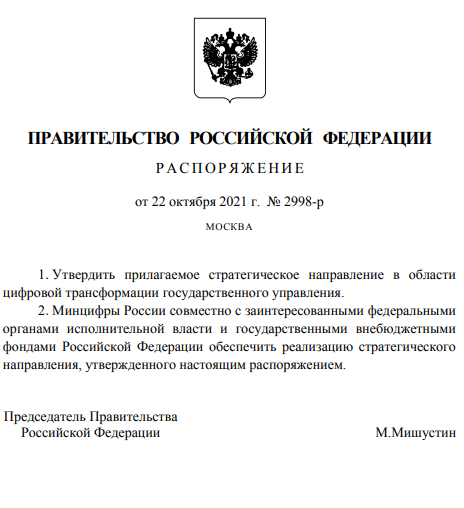 ПРАВИТЕЛЬСТВО РОССИЙСКОЙ ФЕДЕРАЦИИ
РАСПОРЯЖЕНИЕ
от 22 октября 2021 г. № 2998-р
МОСКВА
1. Утвердить прилагаемое стратегическое направление в области
цифровой трансформации государственного управления.
2. Минцифры России совместно с заинтересованными федеральными
органами исполнительной власти и государственными внебюджетными
фондами Российской Федерации обеспечить реализацию стратегического
направления, утвержденного настоящим распоряжением.
Председатель Правительства
Российской Федерации М.Мишустин